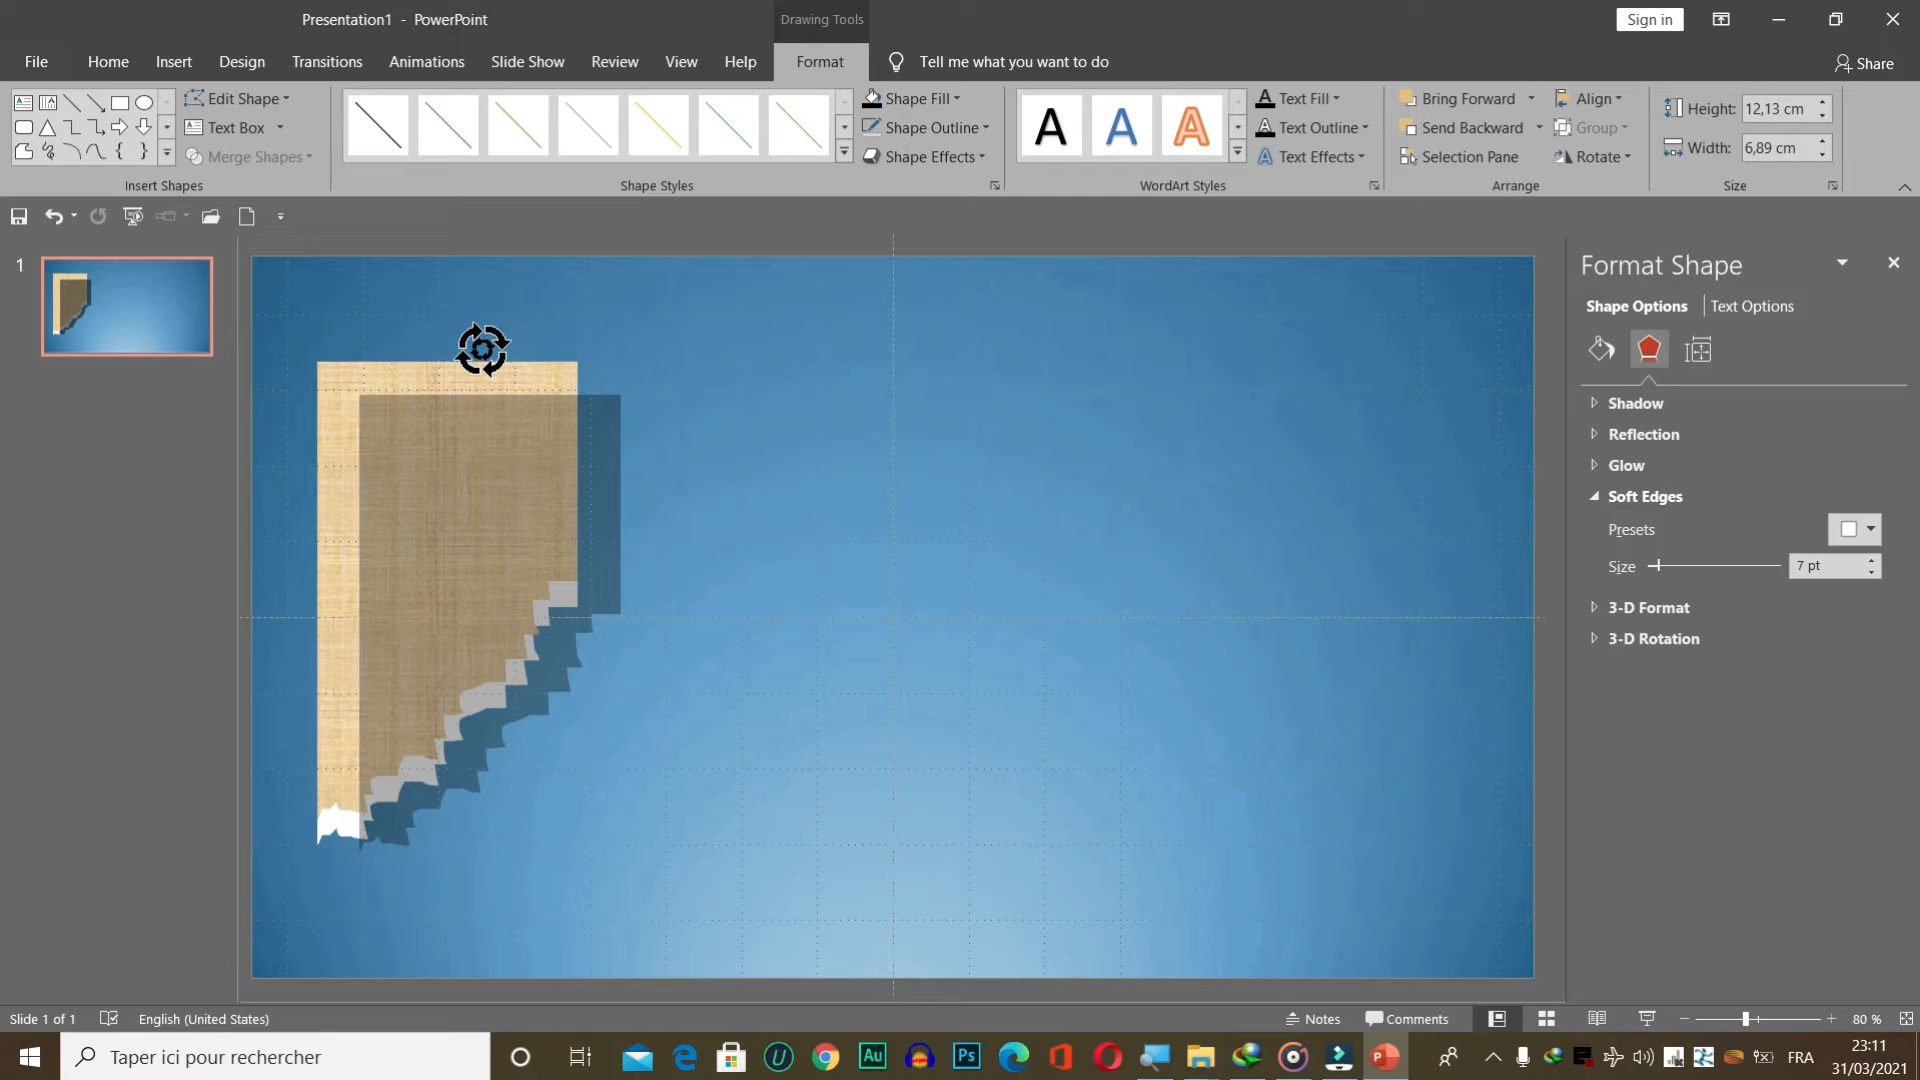 Presentation1 - PowerPoint
Drawing Tools
Sign in
File Home Insert Design Transitions Animations Slide Show Review View Help Format Tell me what you want to do Share
Edit Shape
Text Box
Merge Shapes
Insert Shapes
Shape Fill
Shape Outline
Shape Effects
Shape Styles
A A A
Text Fill
Text Outline
Text Effects
WordArt Styles
Bring Forward
Send Backward
Selection Pane
Align
Group
Rotate
Arrange
Height: 12,13 cm
Width: 6,89 cm
Size
1
Format Shape
Shape Options Text Options
Shadow
Reflection
Glow
Soft Edges
Presets
Size 7 pt
3-D Format
3-D Rotation
Slide 1 of 1 English (United States) Notes Comments 80 %
Taper ici pour rechercher
U
Au
Ps
P
FRA
23:11
31/03/2021